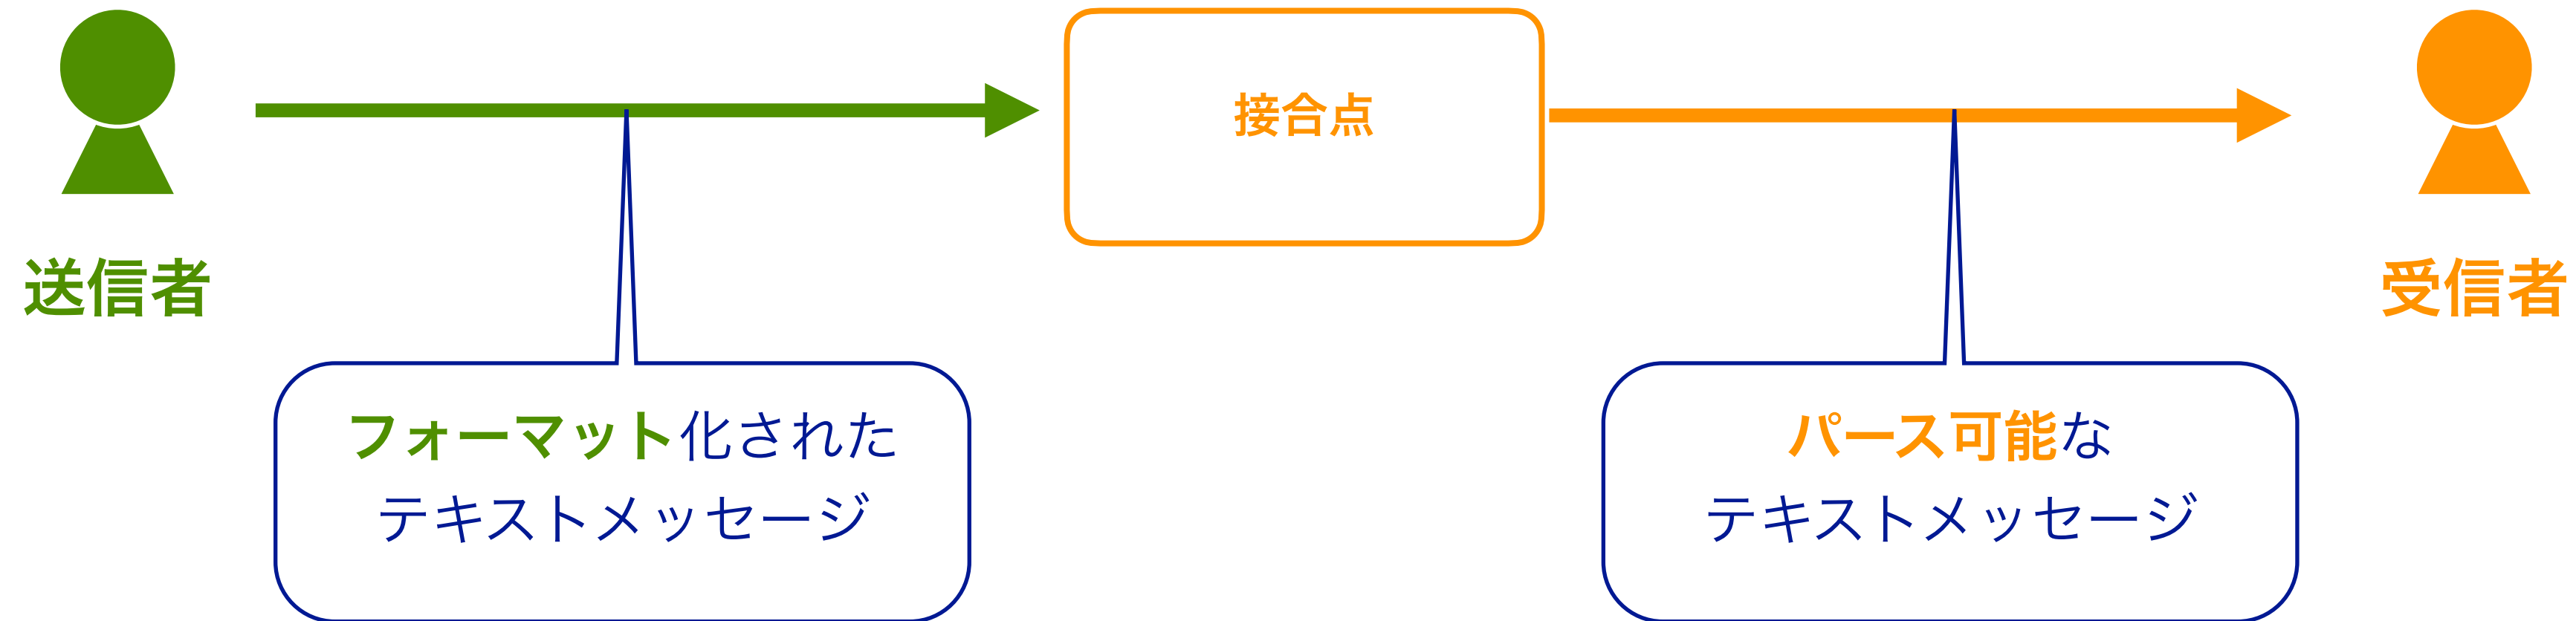 接合点
送信者
受信者
フォーマット化された
テキストメッセージ
パース可能な
テキストメッセージ